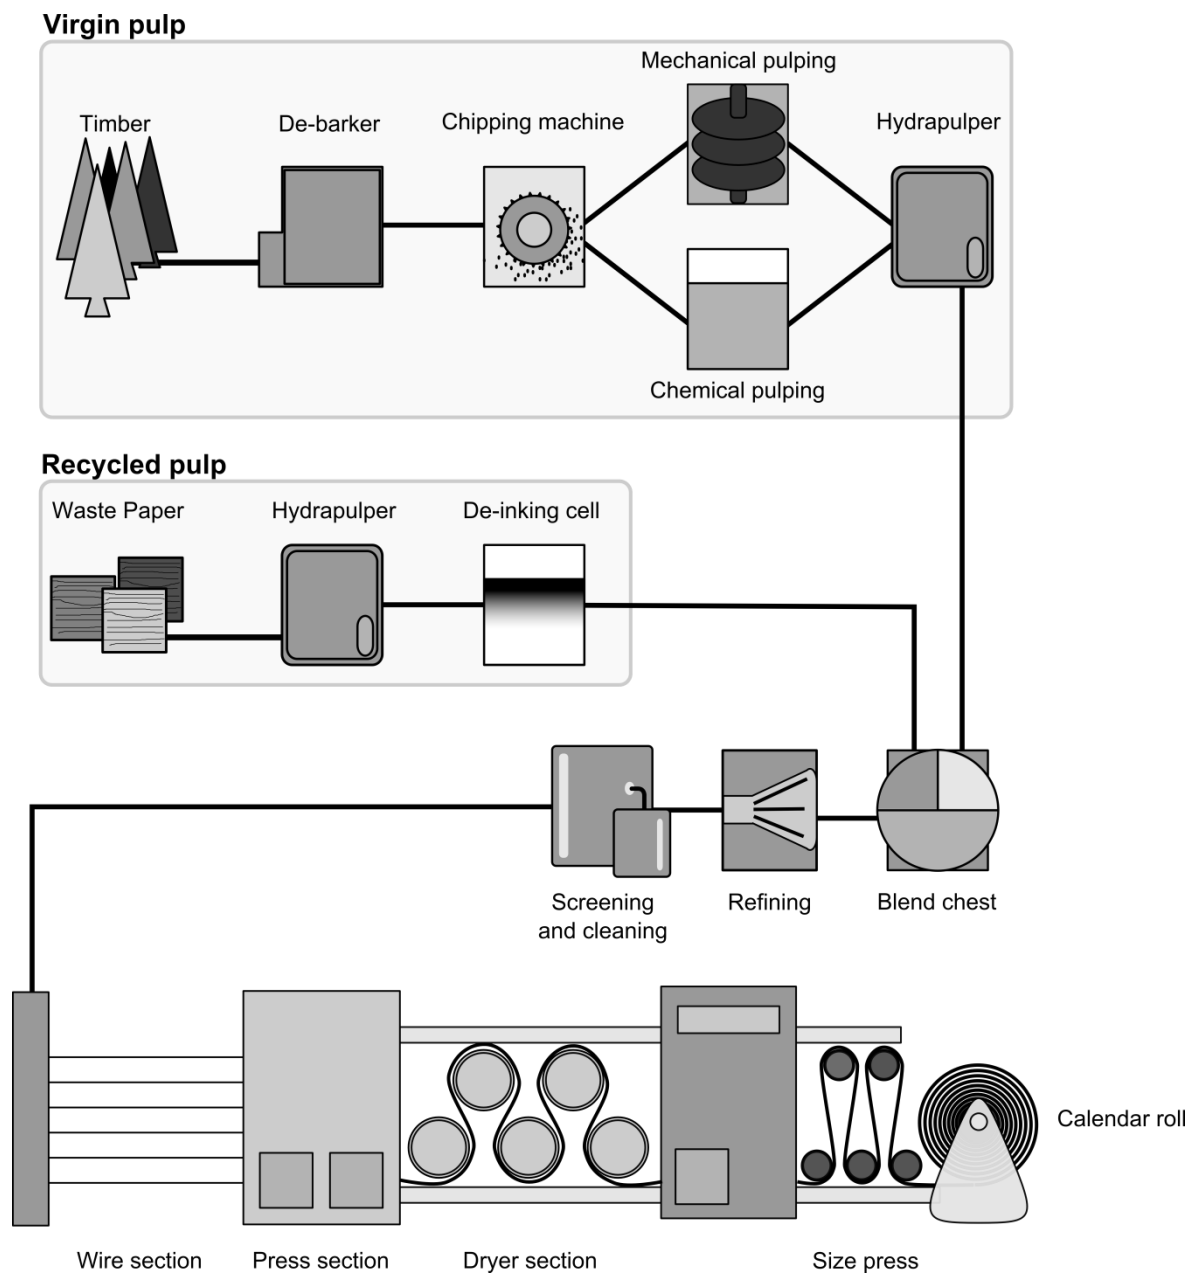 Virgin pulp
Mechanical pulping
Timber
De-barker
Chipping machine
Hydrapulper
Chemical pulping
Recycled pulp
Waste Paper
Hydrapulper
De-inking cell
Screening
and cleaning
Refining
Blend chest
Calendar roll
Wire section
Press section
Dryer section
Size press